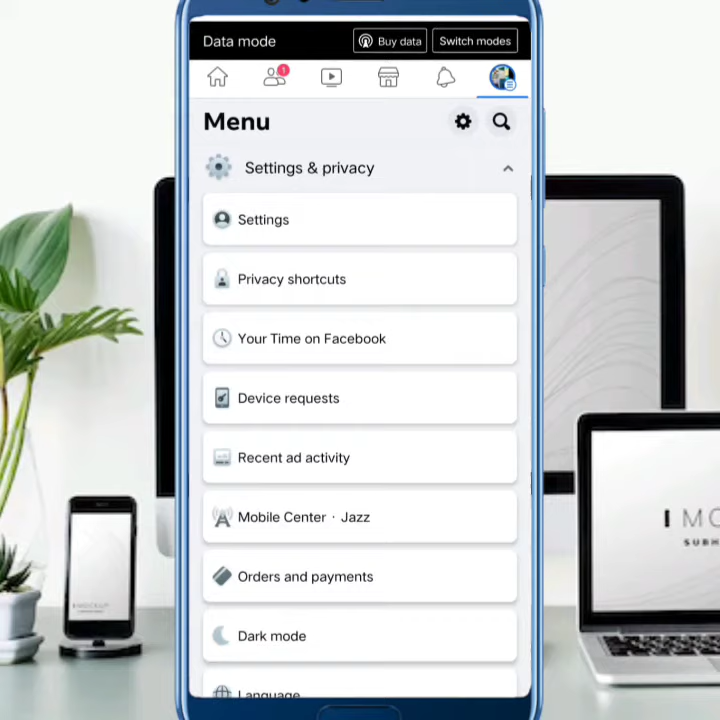 Data mode
Buy data
Switch modes
1
Menu
Settings & privacy
Settings
Privacy shortcuts
Your Time on Facebook
Device requests
Recent ad activity
Mobile Center · Jazz
Orders and payments
Dark mode
Language